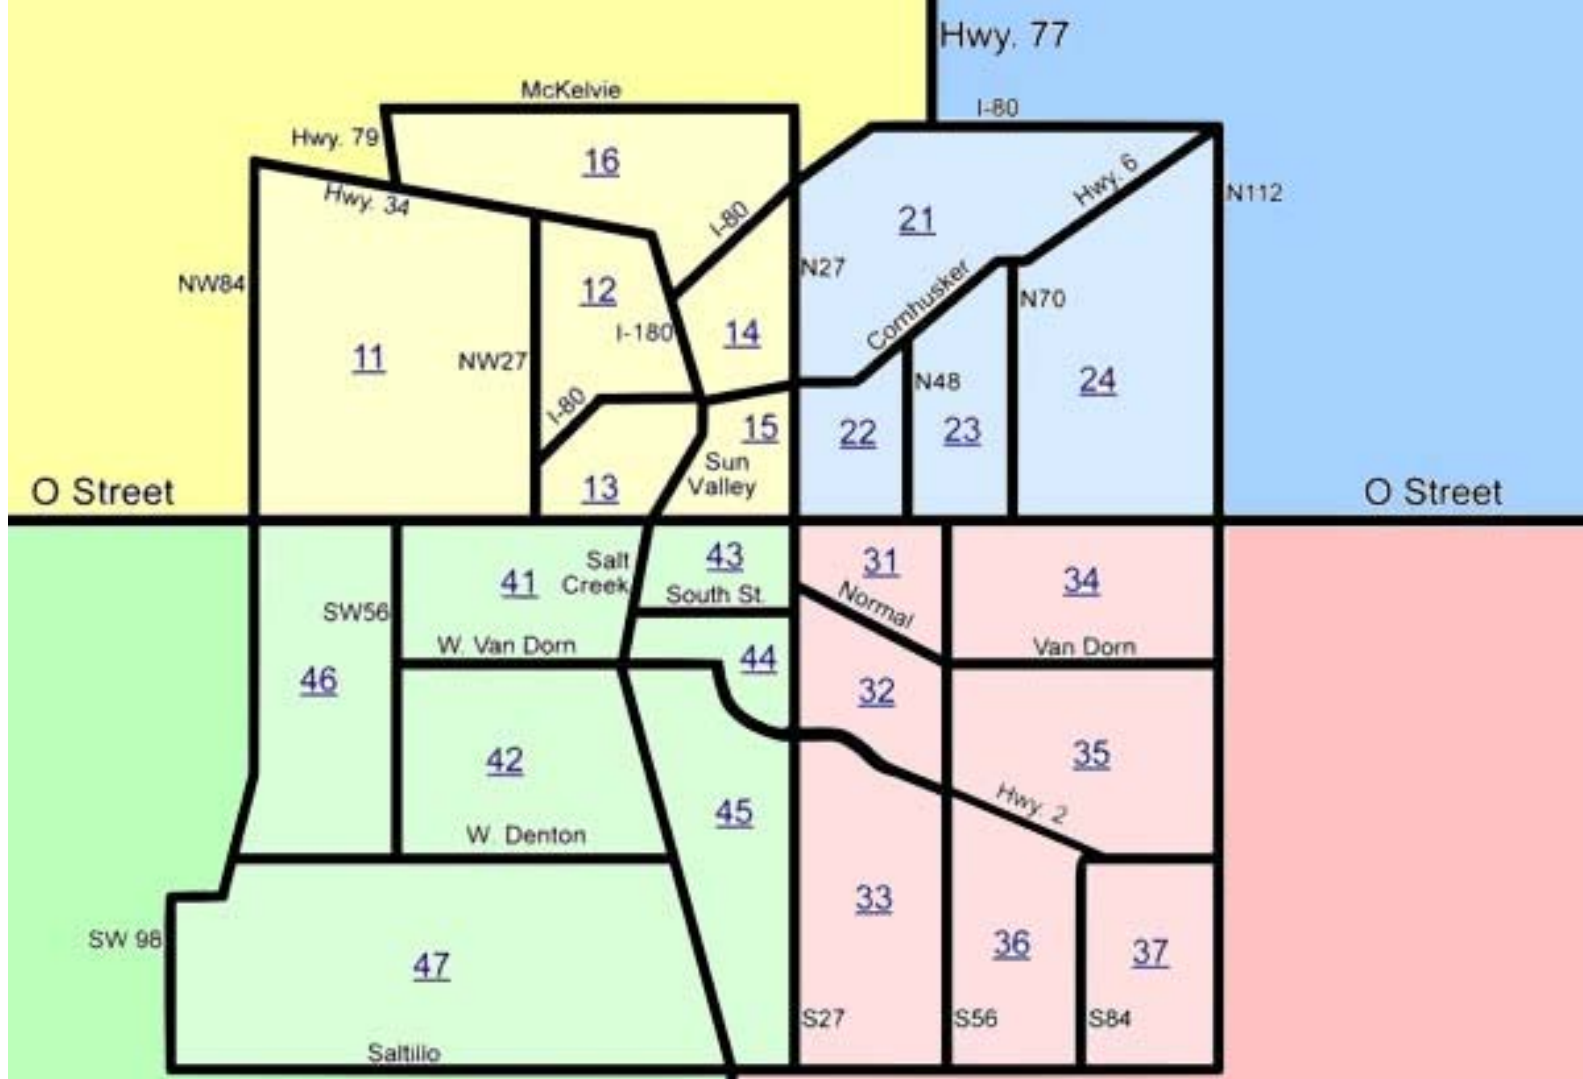 Hwy. 77
McKelvie
I-80
Hwy. 79
16
Hwy. 6
Hwy. 34
N112
I-80
21
NW84
N27
12
Cornhusker
N70
I-180
14
11
NW27
N48
24
I-80
15
22
23
Sun
Valley
13
O Street
O Street
Salt
Creek
43
31
41
South St.
Normal
34
SW56
W. Van Dorn
Van Dorn
44
46
32
42
35
45
Hwy. 2
W. Denton
33
36
37
SW 98
47
S27
S56
S84
Saltillo